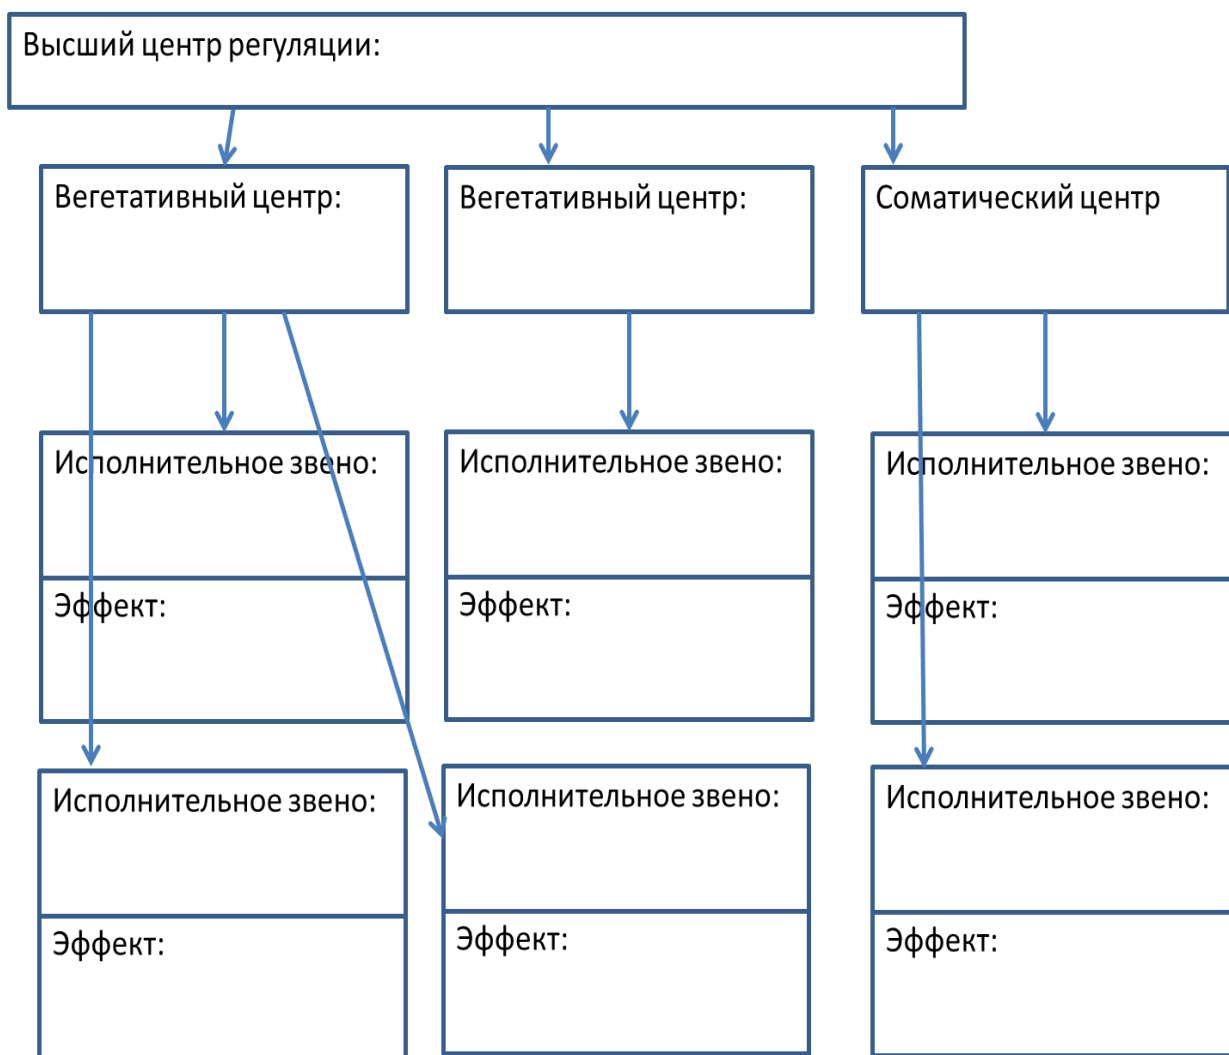 Высший центр регуляции:
Вегетативный центр:
Вегетативный центр:
Соматический центр
Исполнительное звено:
Исполнительное звено:
Исполнительное звено:
Эффект:
Эффект:
Эффект:
Исполнительное звено:
Исполнительное звено:
Исполнительное звено:
Эффект:
Эффект:
Эффект: